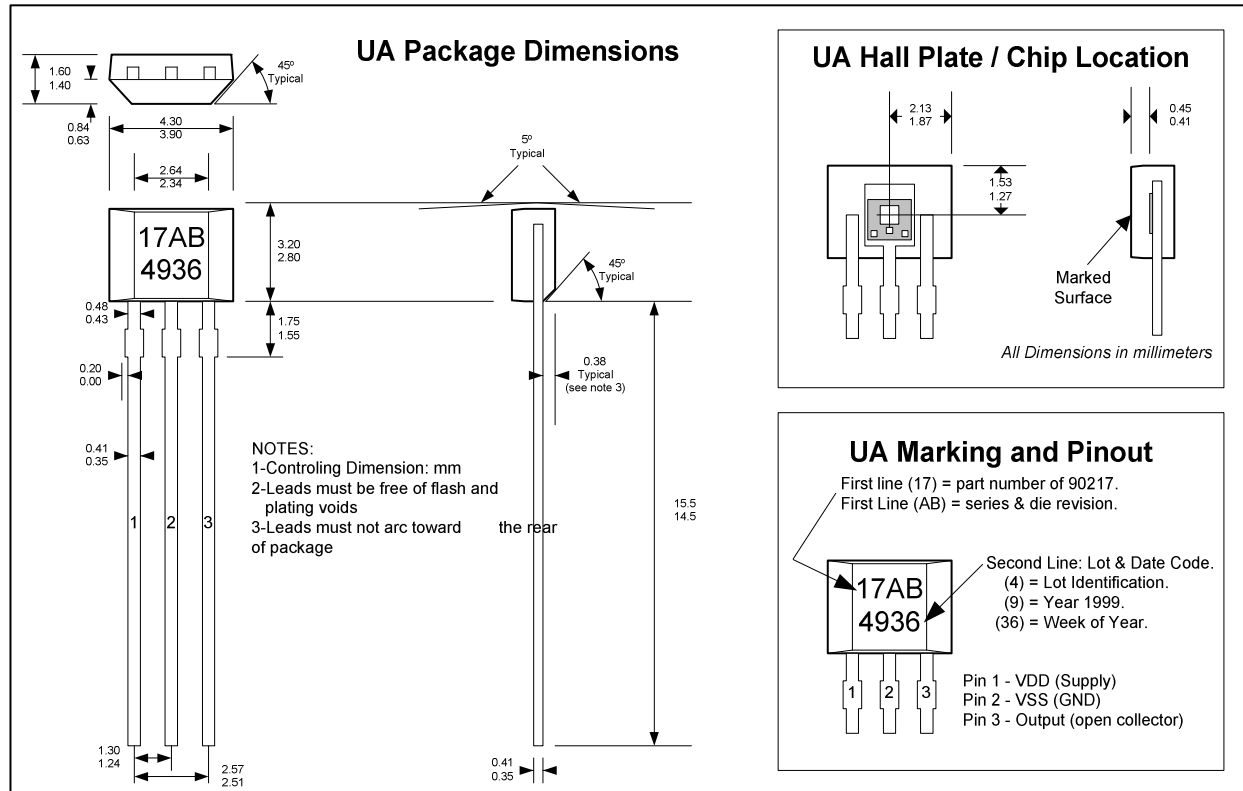 UA Package Dimensions
1.60
1.40
45º
Typical
0.84
0.63
4.30
3.90
2.64
2.34
5º
Typical
17AB
4936
3.20
2.80
45º
Typical
0.48
0.43
1.75
1.55
0.20
0.00
0.38
Typical
(see note 3)
0.41
0.35
NOTES:
1-Controling Dimension: mm
2-Leads must be free of flash and
plating voids
3-Leads must not arc toward the rear
of package
1 2 3
15.5
14.5
1.30
1.24
2.57
2.51
0.41
0.35
UA Hall Plate / Chip Location
2.13
1.87
0.45
0.41
1.53
1.27
Marked
Surface
All Dimensions in millimeters
UA Marking and Pinout
First line (17) = part number of 90217.
First Line (AB) = series & die revision.
Second Line: Lot & Date Code.
(4) = Lot Identification.
(9) = Year 1999.
(36) = Week of Year.
17AB
4936
1 2 3
Pin 1 - VDD (Supply)
Pin 2 - VSS (GND)
Pin 3 - Output (open collector)